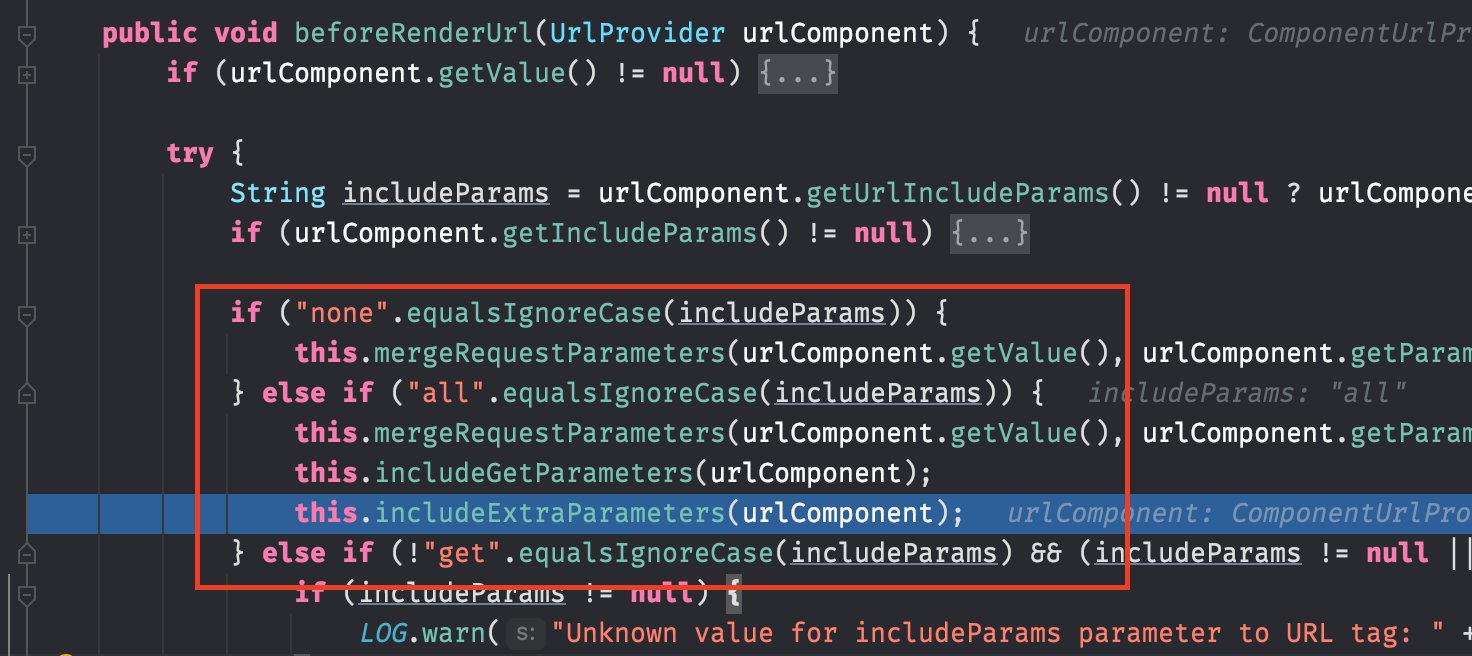 public void beforeRenderUrl(UrlProvider urlComponent) {   urlComponent: ComponentUrlPr
if (urlComponent.getValue() != null) {...}
try {
String includeParams = urlComponent.getUrlIncludeParams() != null ? urlCompone
if (urlComponent.getIncludeParams() != null) {...}
if ("none".equalsIgnoreCase(includeParams)) {
this.mergeRequestParameters(urlComponent.getValue(), urlComponent.getParam
} else if ("all".equalsIgnoreCase(includeParams)) {   includeParams: "all"
this.mergeRequestParameters(urlComponent.getValue(), urlComponent.getParam
this.includeGetParameters(urlComponent);
this.includeExtraParameters(urlComponent);   urlComponent: ComponentUrlPro
} else if (!"get".equalsIgnoreCase(includeParams) && (includeParams != null ||
if (includeParams != null) {
LOG.warn( s: "Unknown value for includeParams parameter to URL tag: " +